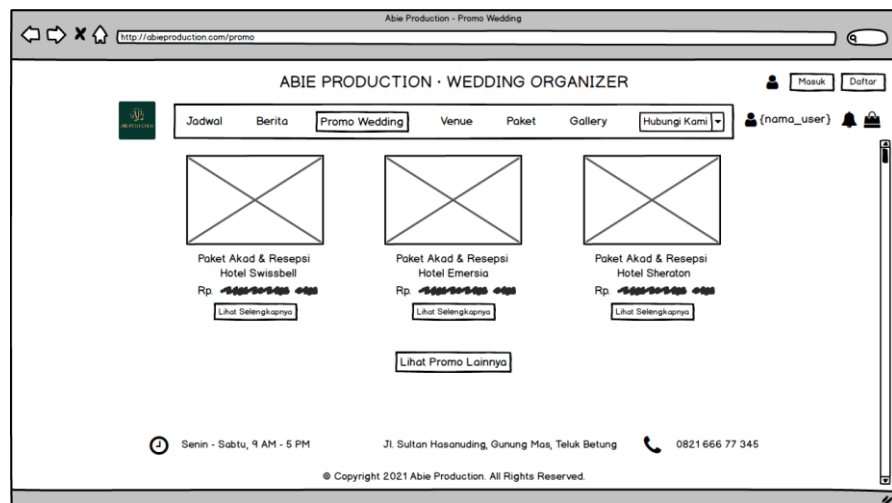 Abie Production - Promo Wedding
http://abieproduction.com/promo
ABIE PRODUCTION · WEDDING ORGANIZER
Masuk Daftar
Jadwal Berita Promo Wedding Venue Paket Gallery Hubungi Kami {nama_user}
Paket Akad & Resepsi Paket Akad & Resepsi Paket Akad & Resepsi
Hotel Swissbell Hotel Emersia Hotel Sheraton
Rp. Rp. Rp.
Lihat Selengkapnya Lihat Selengkapnya Lihat Selengkapnya
Lihat Promo Lainnya
Senin - Sabtu, 9 AM - 5 PM Jl. Sultan Hasanuding, Gunung Mas, Teluk Betung 0821 666 77 345
© Copyright 2021 Abie Production. All Rights Reserved.